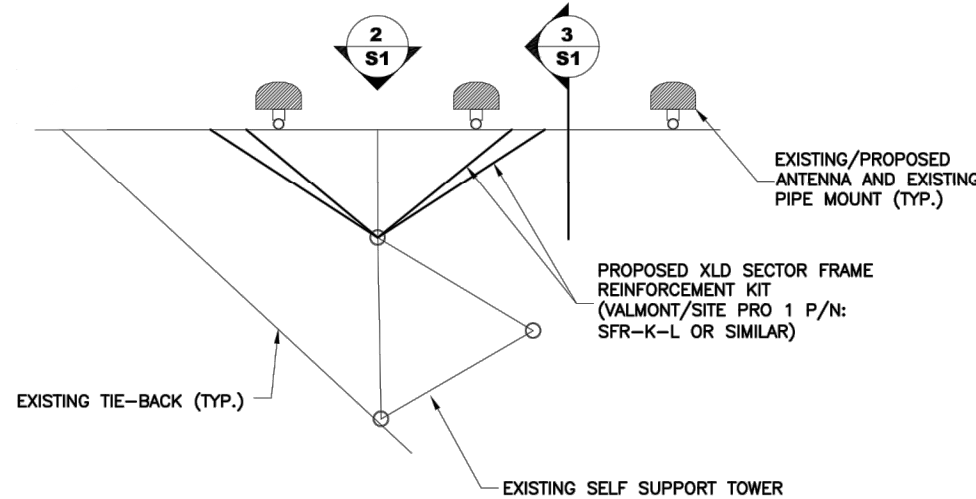 2
S1
3
S1
EXISTING/PROPOSED
ANTENNA AND EXISTING
PIPE MOUNT (TYP.)
PROPOSED XLD SECTOR FRAME
REINFORCEMENT KIT
(VALMONT/SITE PRO 1 P/N:
SFR-K-L OR SIMILAR)
EXISTING TIE-BACK (TYP.)
EXISTING SELF SUPPORT TOWER